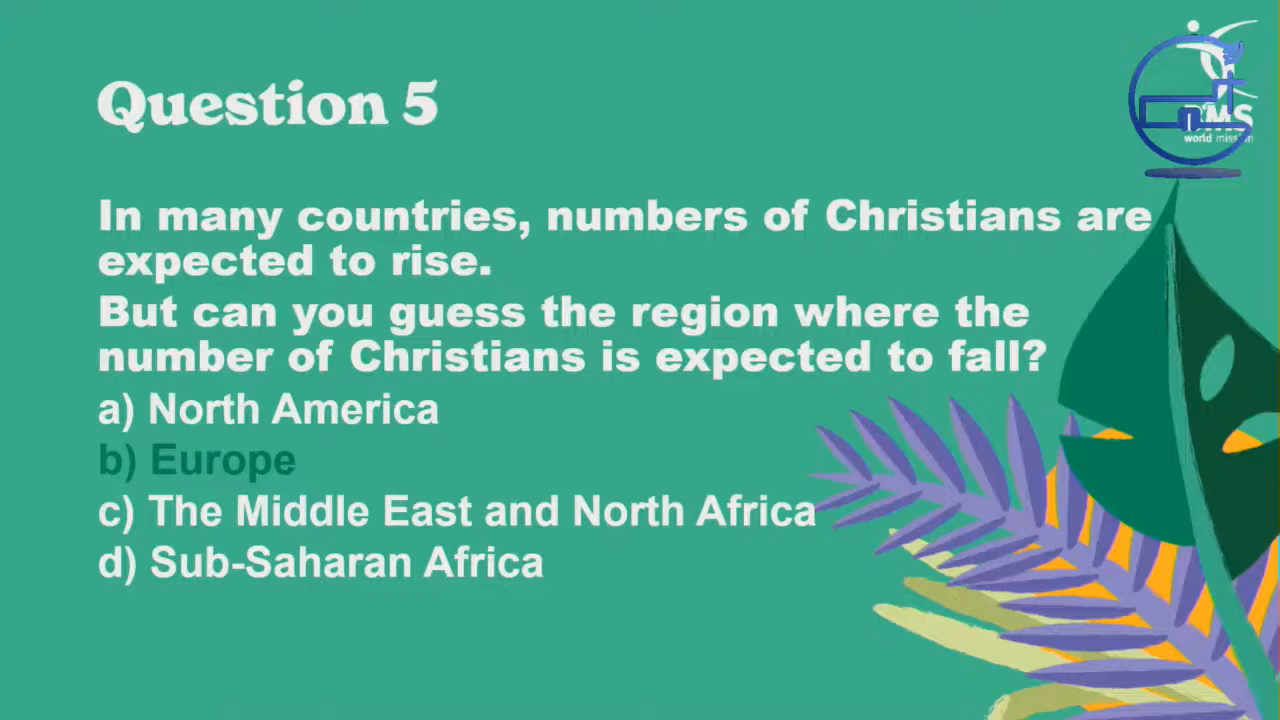 Question 5
BMS
world mission
In many countries, numbers of Christians are
expected to rise.
But can you guess the region where the
number of Christians is expected to fall?
a) North America
b) Europe
c) The Middle East and North Africa
d) Sub-Saharan Africa